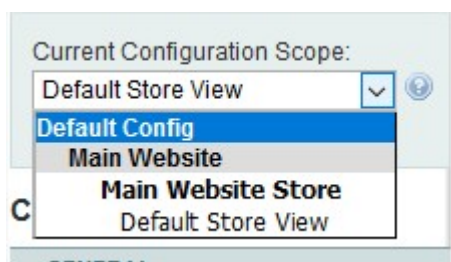 Current Configuration Scope:
Default Store View
Default Config
Main Website
Main Website Store
Default Store View
C